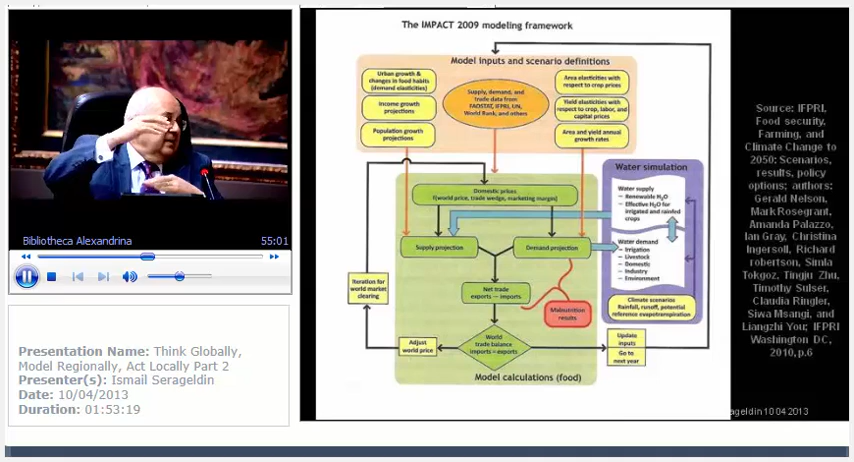 Bibliotheca Alexandrina
55:01
Presentation Name: Think Globally,
Model Regionally, Act Locally Part 2
Presenter(s): Ismail Serageldin
Date: 10/04/2013
Duration: 01:53:19
The IMPACT 2009 modeling framework
Model inputs and scenario definitions
Urban growth &
changes in food habits
(demand elasticities)
Income growth
projections
Population growth
projections
Supply, demand, and
trade data from
FAOSTAT, IFPRI, UN,
World Bank, and others
Area elasticities with
respect to crop prices
Yield elasticities with
respect to crop, labor, and
capital prices
Area and yield annual
growth rates
Domestic prices
f(world price, trade wedge, marketing margin)
Supply projection
Demand projection
Net trade
exports — imports
Malnutrition
results
Iteration for
world market
clearing
Adjust
world price
World
trade balance
imports = exports
Update
inputs
Go to
next year
Model calculations (food)
Water simulation
Water supply
— Renewable H₂O
— Effective H₂O for
irrigated and rainfed
crops
Water demand
— Irrigation
— Livestock
— Domestic
— Industry
— Environment
Climate scenarios
Rainfall, runoff, potential
reference evapotranspiration
Source: IFPRI,
Food security,
Farming, and
Climate Change to
2050: Scenarios,
results, policy
options; authors:
Gerald Nelson,
Mark Rosegrant,
Amanda Palazzo,
Ian Gray, Christina
Ingersoll, Richard
robertson, Simla
Tokgoz, Tingju Zhu,
Timothy Sulser,
Claudia Ringler,
Siwa Msangi, and
Liangzhi You; IFPRI
Washington DC,
2010,p.6
ageldin 10 04 2013